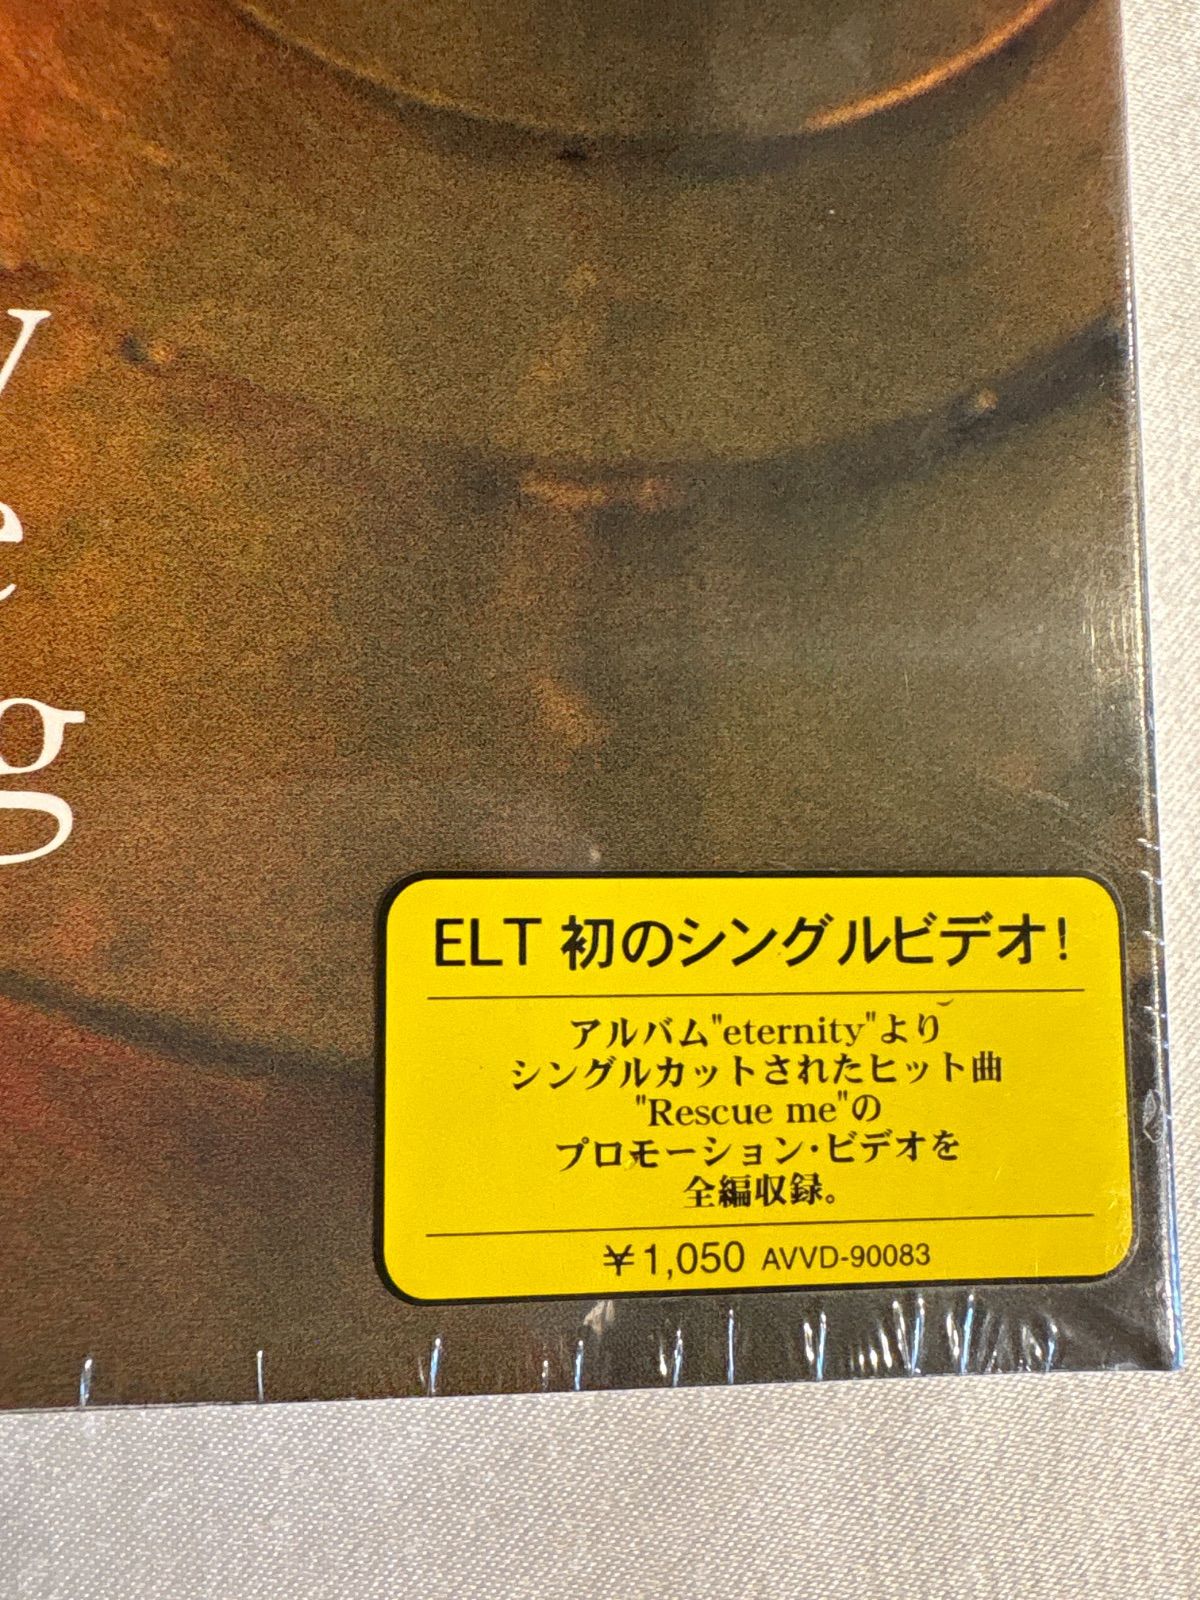 y
e
g
ELT 初のシングルビデオ!
アルバム"eternity"より
シングルカットされたヒット曲
"Rescue me"の
プロモーション・ビデオを
全編収録。
¥1,050 AVVD-90083